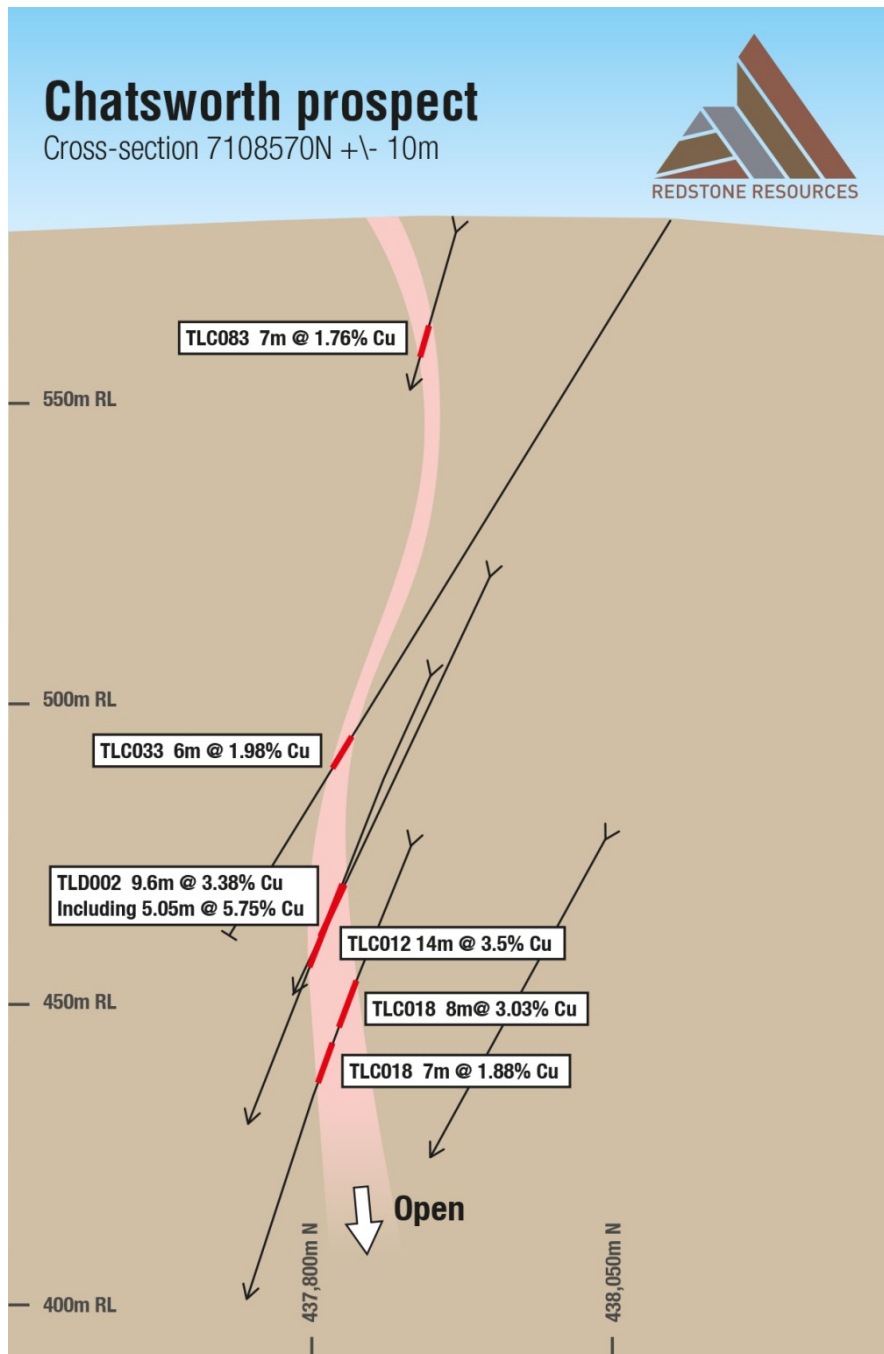 Chatsworth prospect
Cross-section 7108570N +\- 10m
REDSTONE RESOURCES
TLC083 7m @ 1.76% Cu
550m RL
500m RL
TLC033 6m @ 1.98% Cu
TLD002 9.6m @ 3.38% Cu
Including 5.05m @ 5.75% Cu
TLC012 14m @ 3.5% Cu
450m RL
TLC018 8m@ 3.03% Cu
TLC018 7m @ 1.88% Cu
Open
437,800m N
438,050m N
400m RL